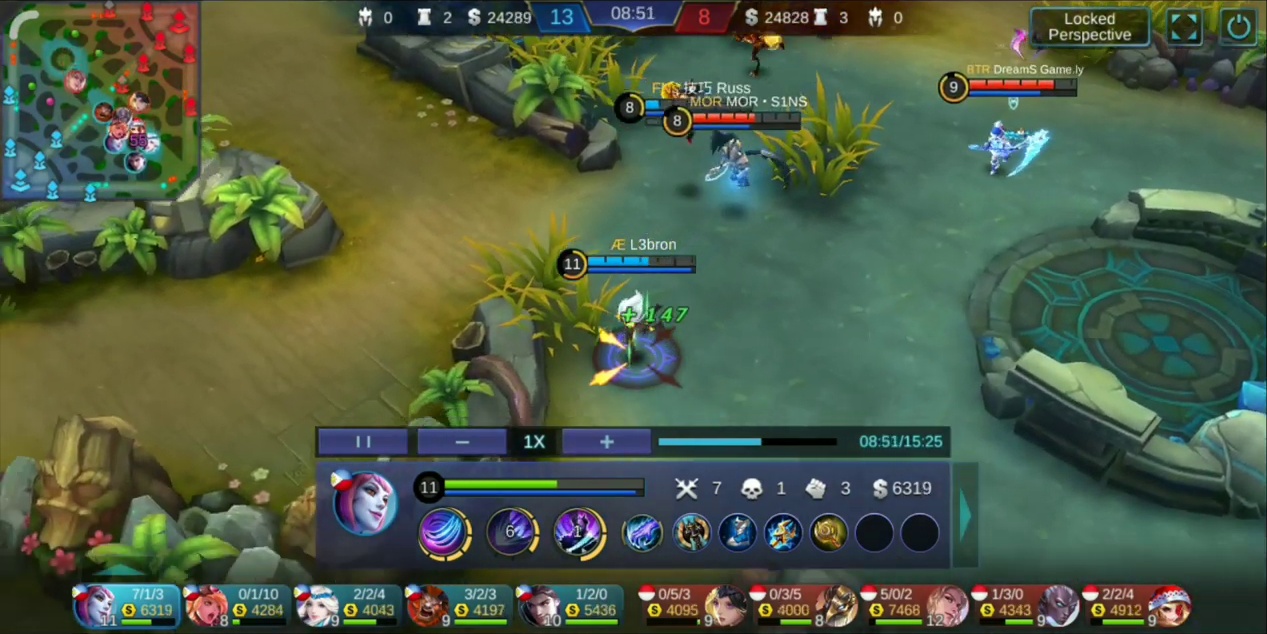 0 2 24289 13 08:51 8 24828 3 0
Locked
Perspective
BTR DreamS Game.ly
9
FNS 技巧 Russ
8
MOR MOR • S1NS
8
Æ L3bron
11
+147
1X
08:51/15:25
11 7 1 3 6319
6 1
7/1/3 0/1/10 2/2/4 3/2/3 1/2/0 0/5/3 0/3/5 5/0/2 1/3/0 2/2/4
6319 4284 4043 4197 5436 4095 4000 7468 4343 4912
11 8 9 9 10 9 8 12 9 9